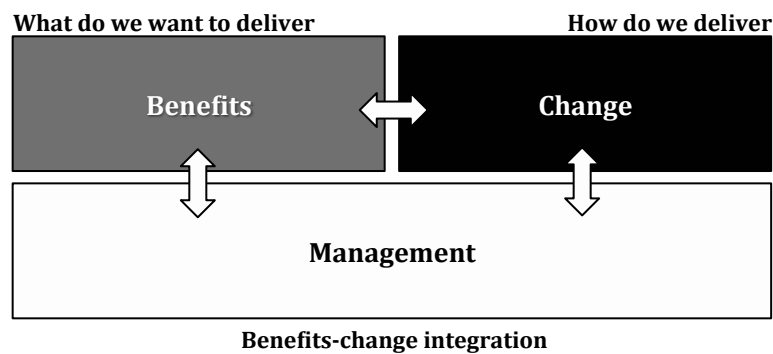 What do we want to deliver
How do we deliver
Benefits
Change
Management
Benefits-change integration